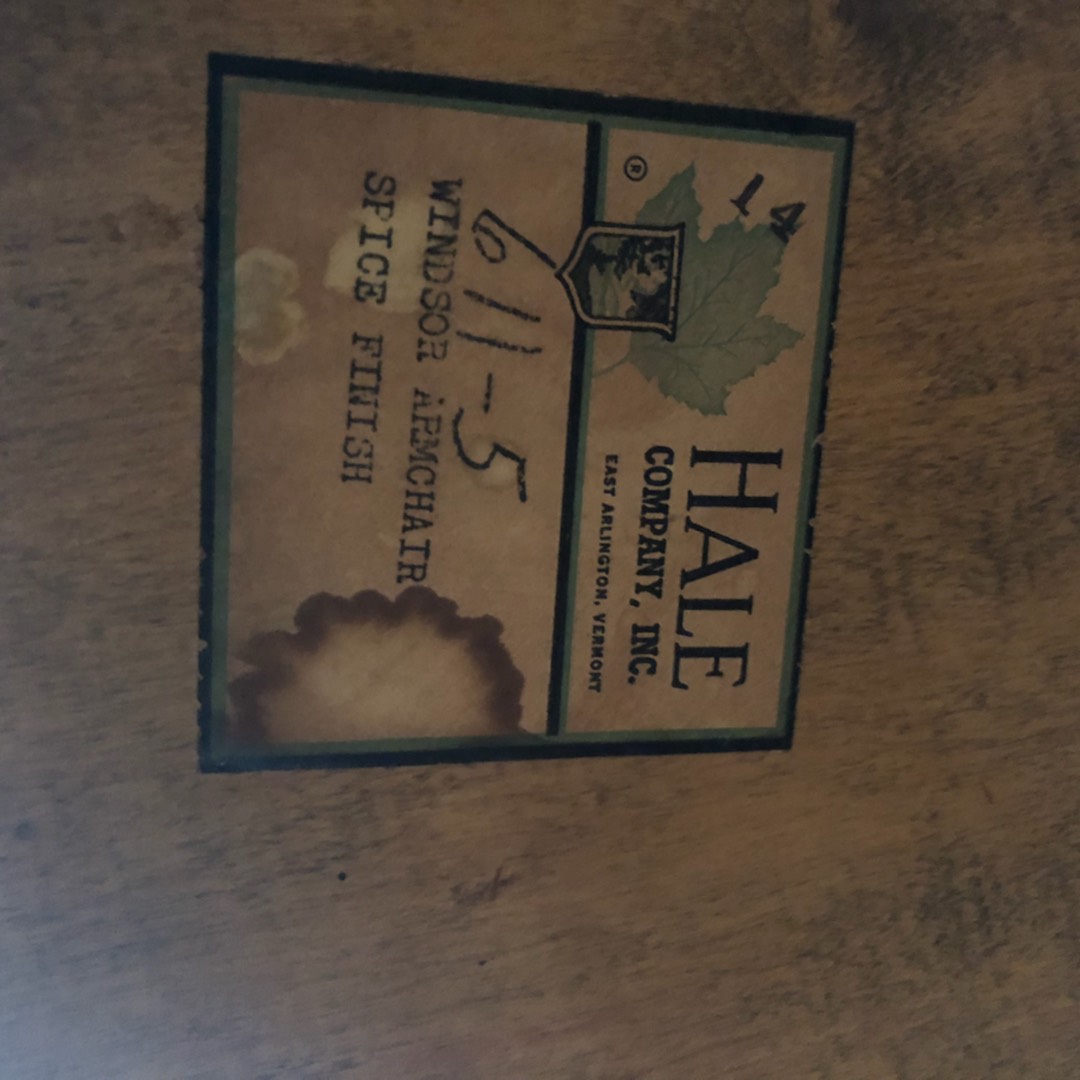 14
®
HALE
COMPANY, INC.
EAST ARLINGTON, VERMONT
611-5
WINDSOR ARMCHAIR
SPICE FINISH